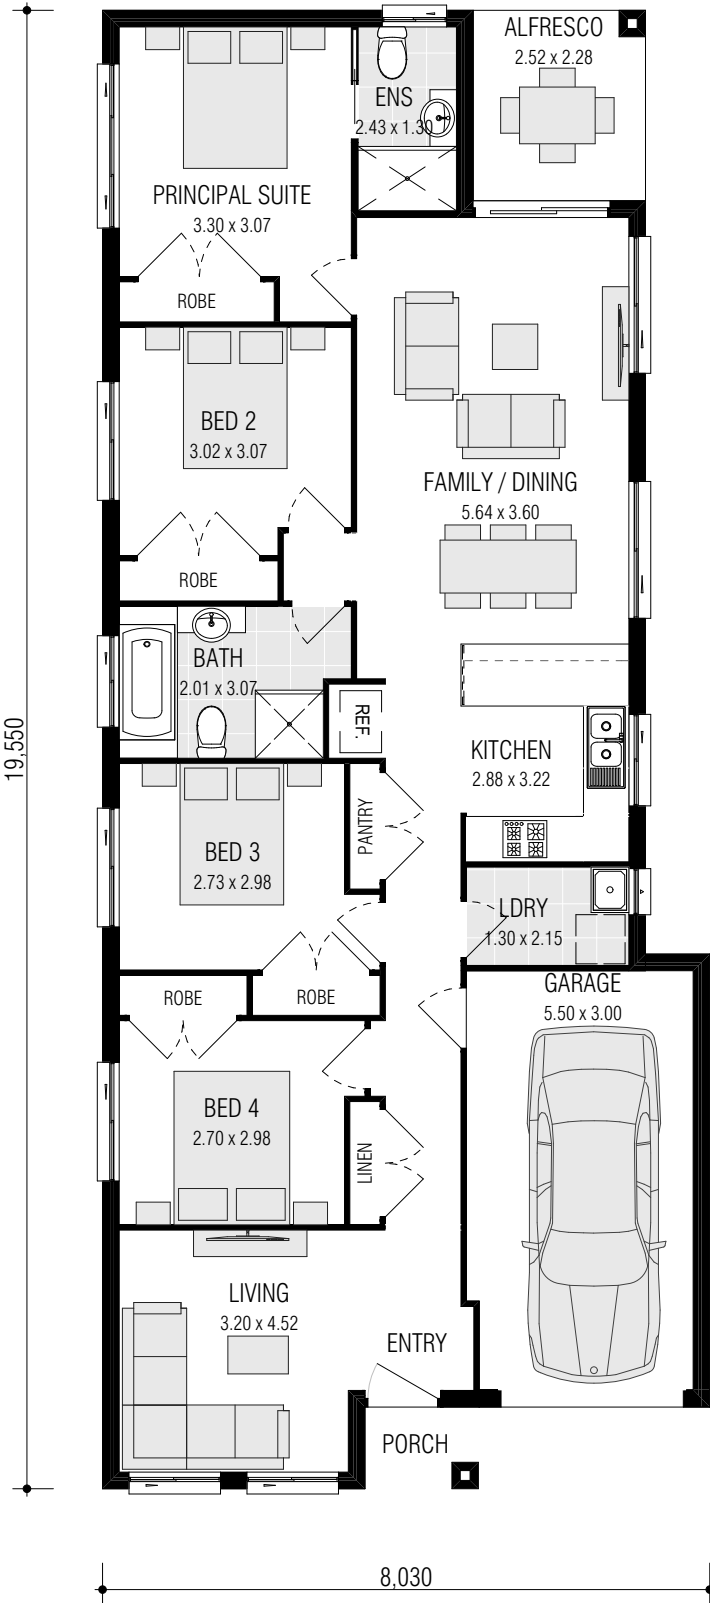 ALFRESCO
2.52 x 2.28
ENS
2.43 x 1.30
PRINCIPAL SUITE
3.30 x 3.07
ROBE
BED 2
3.02 x 3.07
FAMILY / DINING
5.64 x 3.60
ROBE
BATH
2.01 x 3.07
REF.
19,550
KITCHEN
2.88 x 3.22
PANTRY
BED 3
2.73 x 2.98
LDRY
1.30 x 2.15
ROBE
ROBE
GARAGE
5.50 x 3.00
BED 4
2.70 x 2.98
LINEN
LIVING
3.20 x 4.52
ENTRY
PORCH
8,030